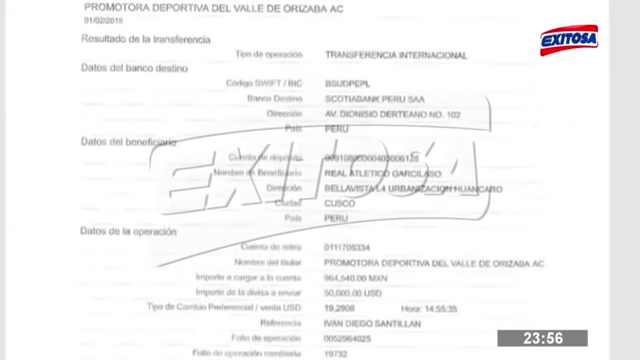 PROMOTORA DEPORTIVA DEL VALLE DE ORIZABA AC
01/02/2019
EXITOSA
Resultado de la transferencia
Tipo de operación TRANSFERENCIA INTERNACIONAL
Datos del banco destino
Código SWIFT / BIC BSUDPEPL
Banco Destino SCOTIABANK PERU SAA
Dirección AV. DIONISIO DERTEANO NO. 102
País PERU
Datos del beneficiario
Cuenta de depósito
Nombre de Beneficiario REAL ATLETICO GARCILASO
Dirección BELLAVISTA L4 URBANIZACION HUANCARO
Ciudad CUSCO
País PERU
EXITOSA
Datos de la operación
Cuenta de retiro 0111705334
Nombre del titular PROMOTORA DEPORTIVA DEL VALLE DE ORIZABA AC
Importe a cargar a la cuenta 964,540.00 MXN
Importe de la divisa a enviar 50,000.00 USD
Tipo de Cambio Preferencial / venta USD 19.2908 Hora: 14:55:35
Referencia IVAN DIEGO SANTILLAN
Folio de operación 0052964025
Folio de operación cambiaria 19732
23:56